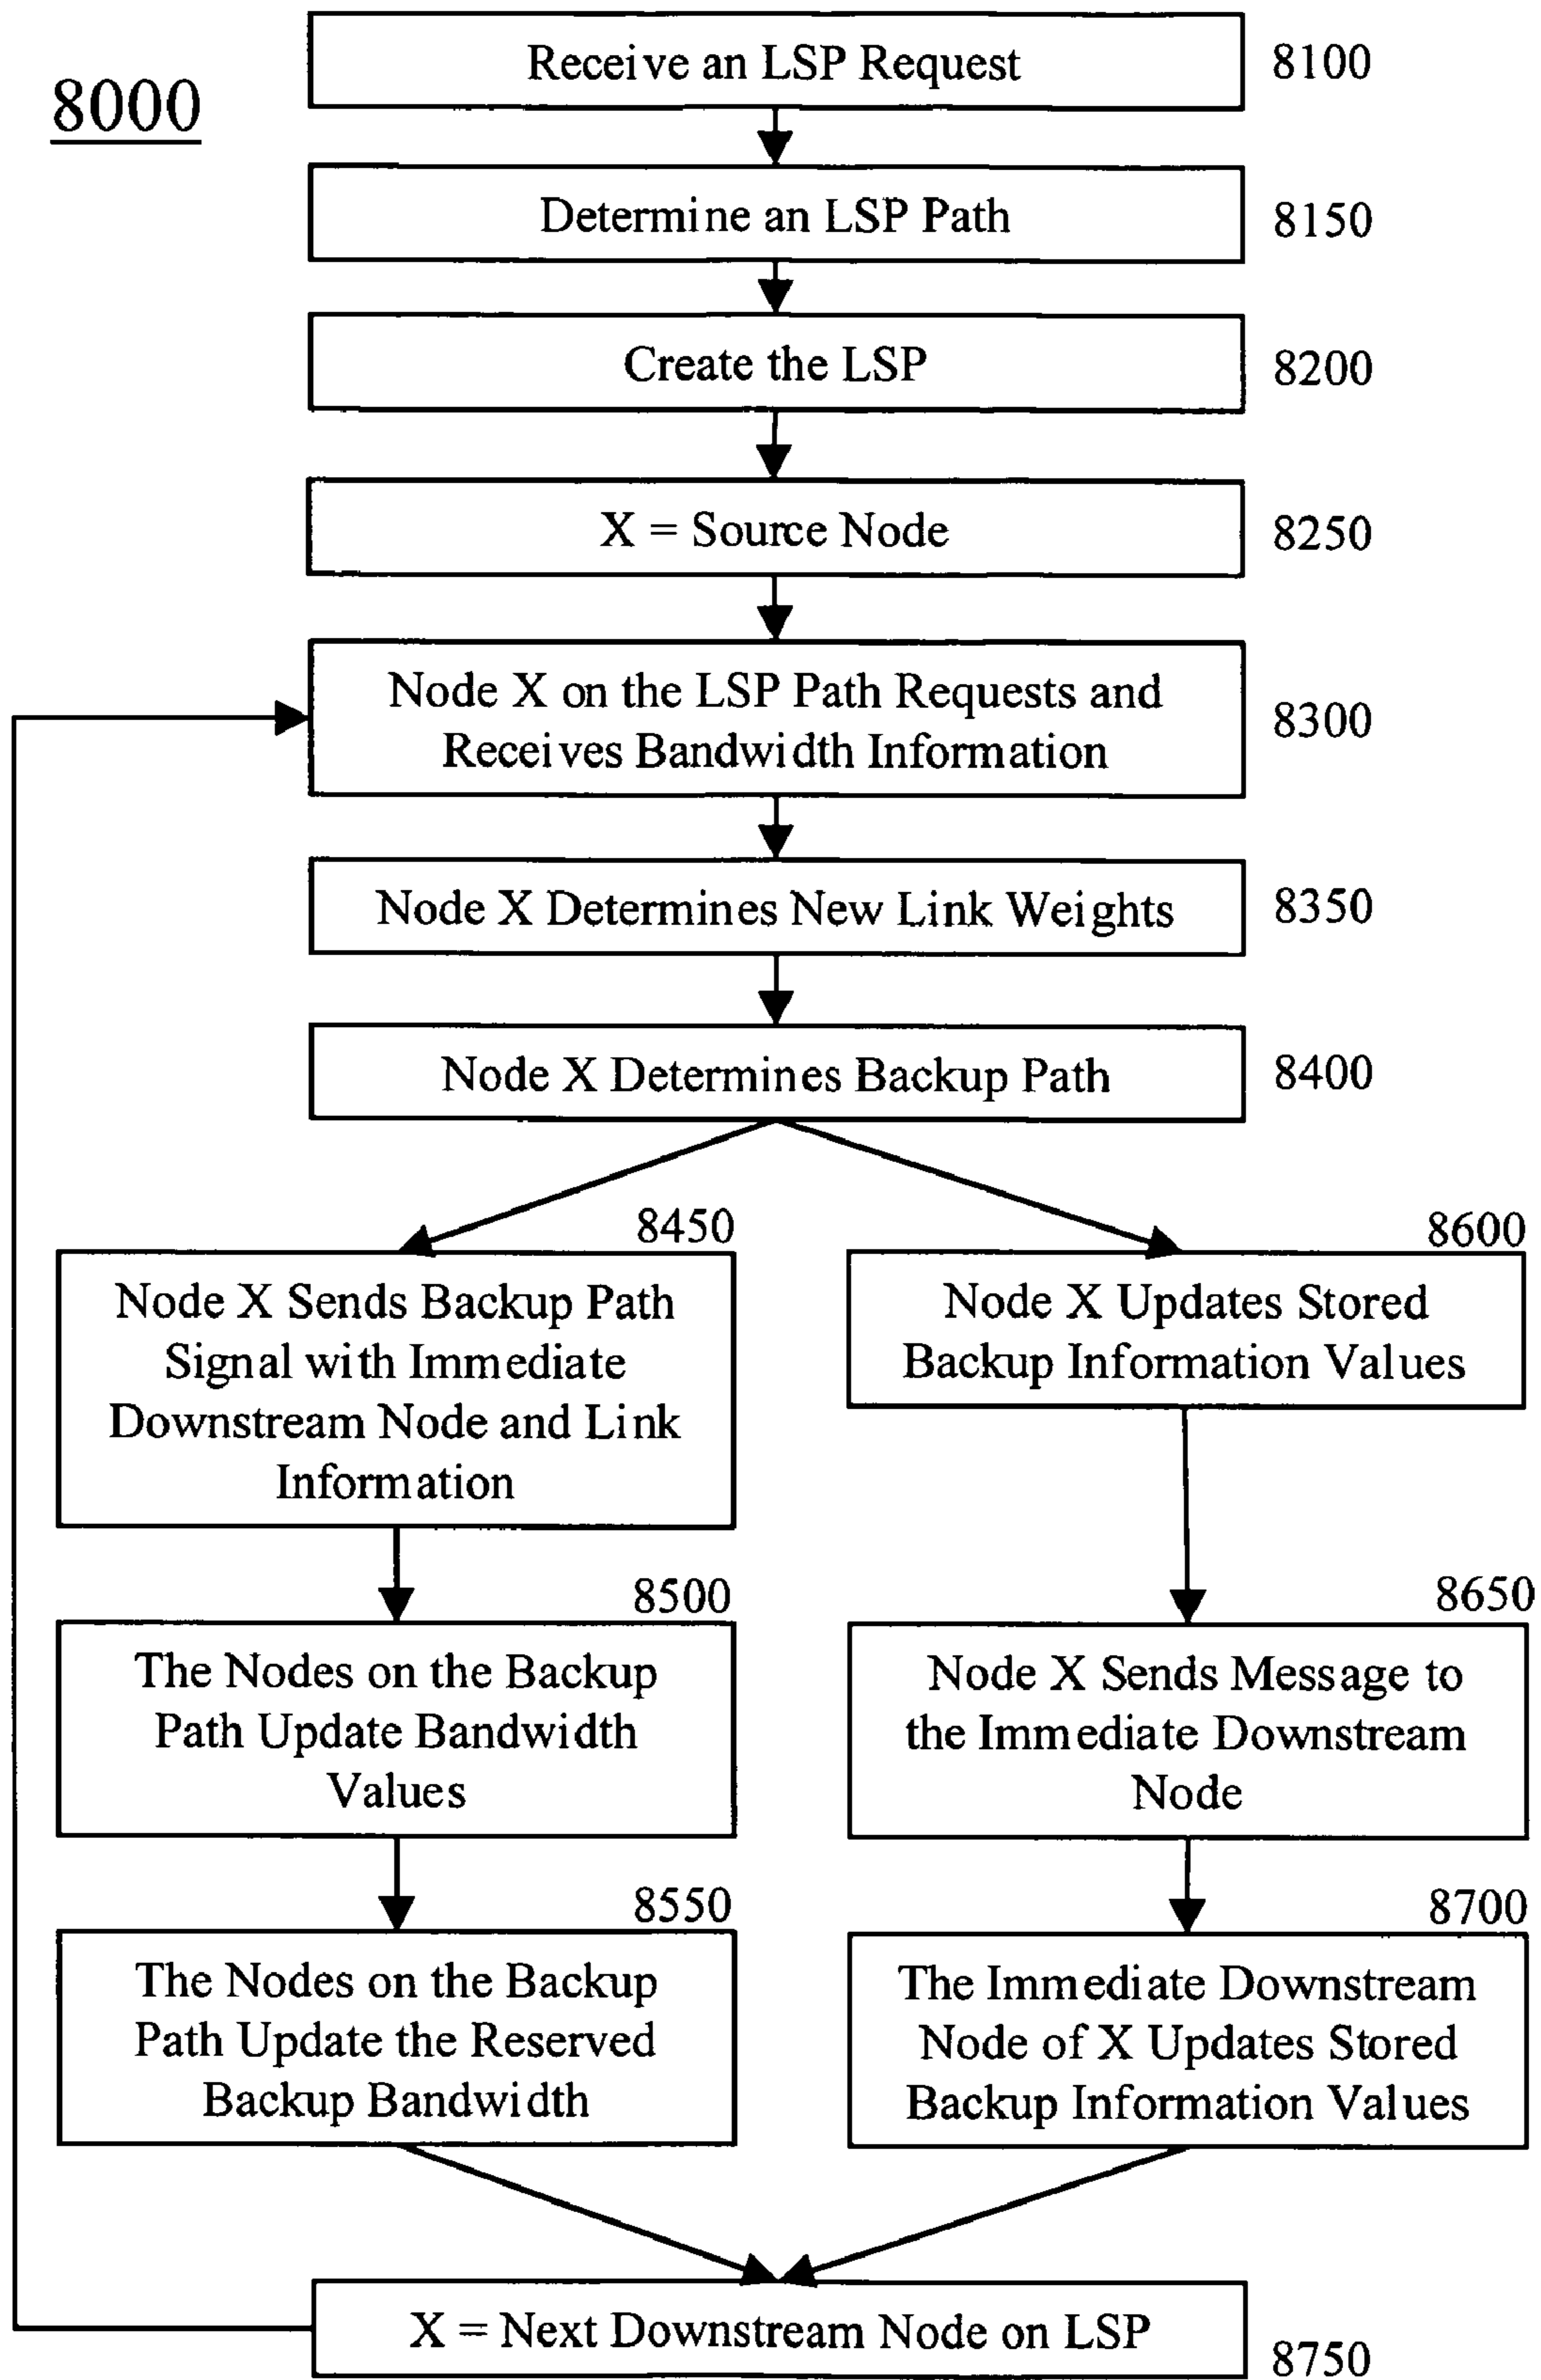 8000
Receive an LSP Request
8100
Determine an LSP Path
8150
Create the LSP
8200
X = Source Node
8250
Node X on the LSP Path Requests and
Receives Bandwidth Information
8300
Node X Determines New Link Weights
8350
Node X Determines Backup Path
8400
8450
Node X Sends Backup Path
Signal with Immediate
Downstream Node and Link
Information
8600
Node X Updates Stored
Backup Information Values
8500
The Nodes on the Backup
Path Update Bandwidth
Values
8650
Node X Sends Message to
the Immediate Downstream
Node
8550
The Nodes on the Backup
Path Update the Reserved
Backup Bandwidth
8700
The Immediate Downstream
Node of X Updates Stored
Backup Information Values
X = Next Downstream Node on LSP
8750